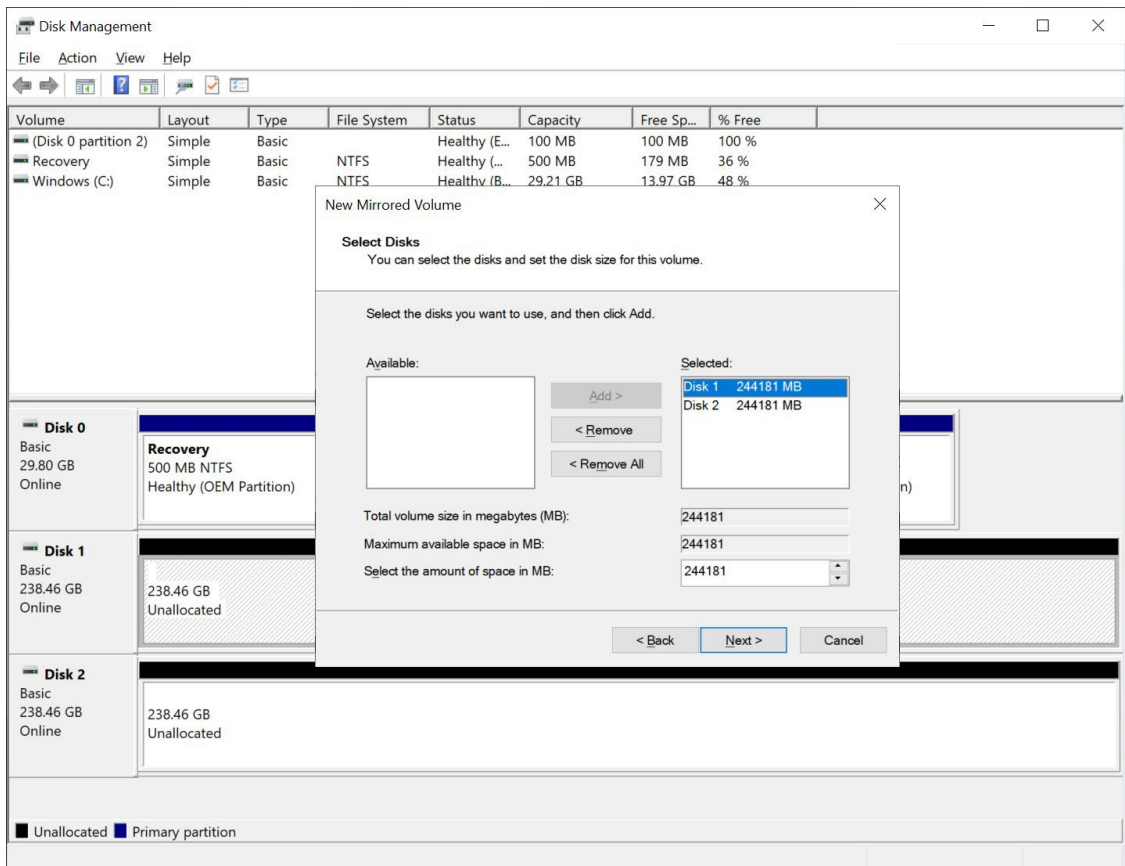 Disk Management
File Action View Help
Volume Layout Type File System Status Capacity Free Sp... % Free
(Disk 0 partition 2) Simple Basic Healthy (E... 100 MB 100 MB 100 %
Recovery Simple Basic NTFS Healthy (... 500 MB 179 MB 36 %
Windows (C:) Simple Basic NTFS Healthy (B... 29.21 GB 13.97 GB 48 %
New Mirrored Volume
Select Disks
You can select the disks and set the disk size for this volume.
Select the disks you want to use, and then click Add.
Available:
Selected:
Add >
< Remove
< Remove All
Disk 1 244181 MB
Disk 2 244181 MB
Total volume size in megabytes (MB): 244181
Maximum available space in MB: 244181
Select the amount of space in MB: 244181
< Back Next > Cancel
Disk 0
Basic
29.80 GB
Online
Recovery
500 MB NTFS
Healthy (OEM Partition)
n)
Disk 1
Basic
238.46 GB
Online
238.46 GB
Unallocated
Disk 2
Basic
238.46 GB
Online
238.46 GB
Unallocated
Unallocated Primary partition